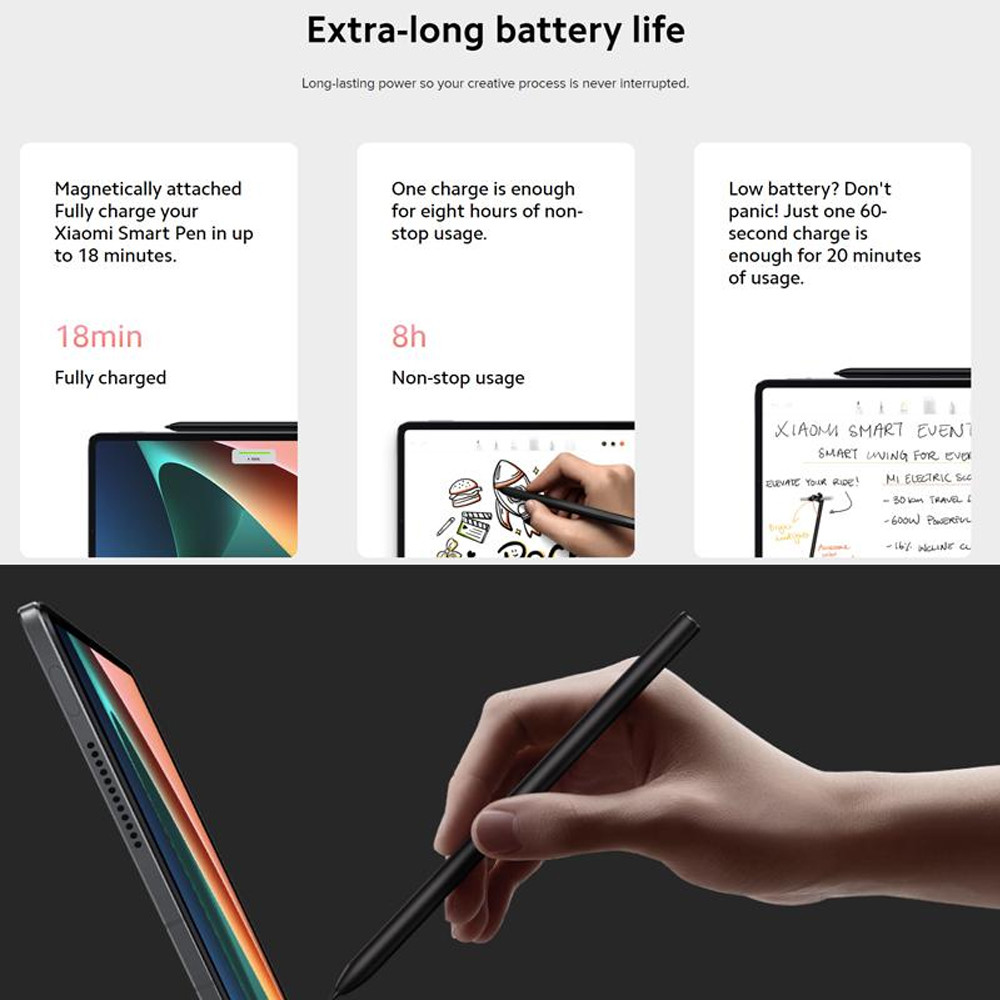 Extra-long battery life
Long-lasting power so your creative process is never interrupted.
Magnetically attached
Fully charge your
Xiaomi Smart Pen in up
to 18 minutes.
18min
Fully charged
One charge is enough
for eight hours of non-
stop usage.
8h
Non-stop usage
Low battery? Don't
panic! Just one 60-
second charge is
enough for 20 minutes
of usage.
XIAOMI SMART EVENT
SMART LIVING FOR EVER
ELEVATE YOUR RIDE!
MI ELECTRIC SCO
- 30 km TRAVEL
- 600W POWERFUL
- 16% INCLINE CL